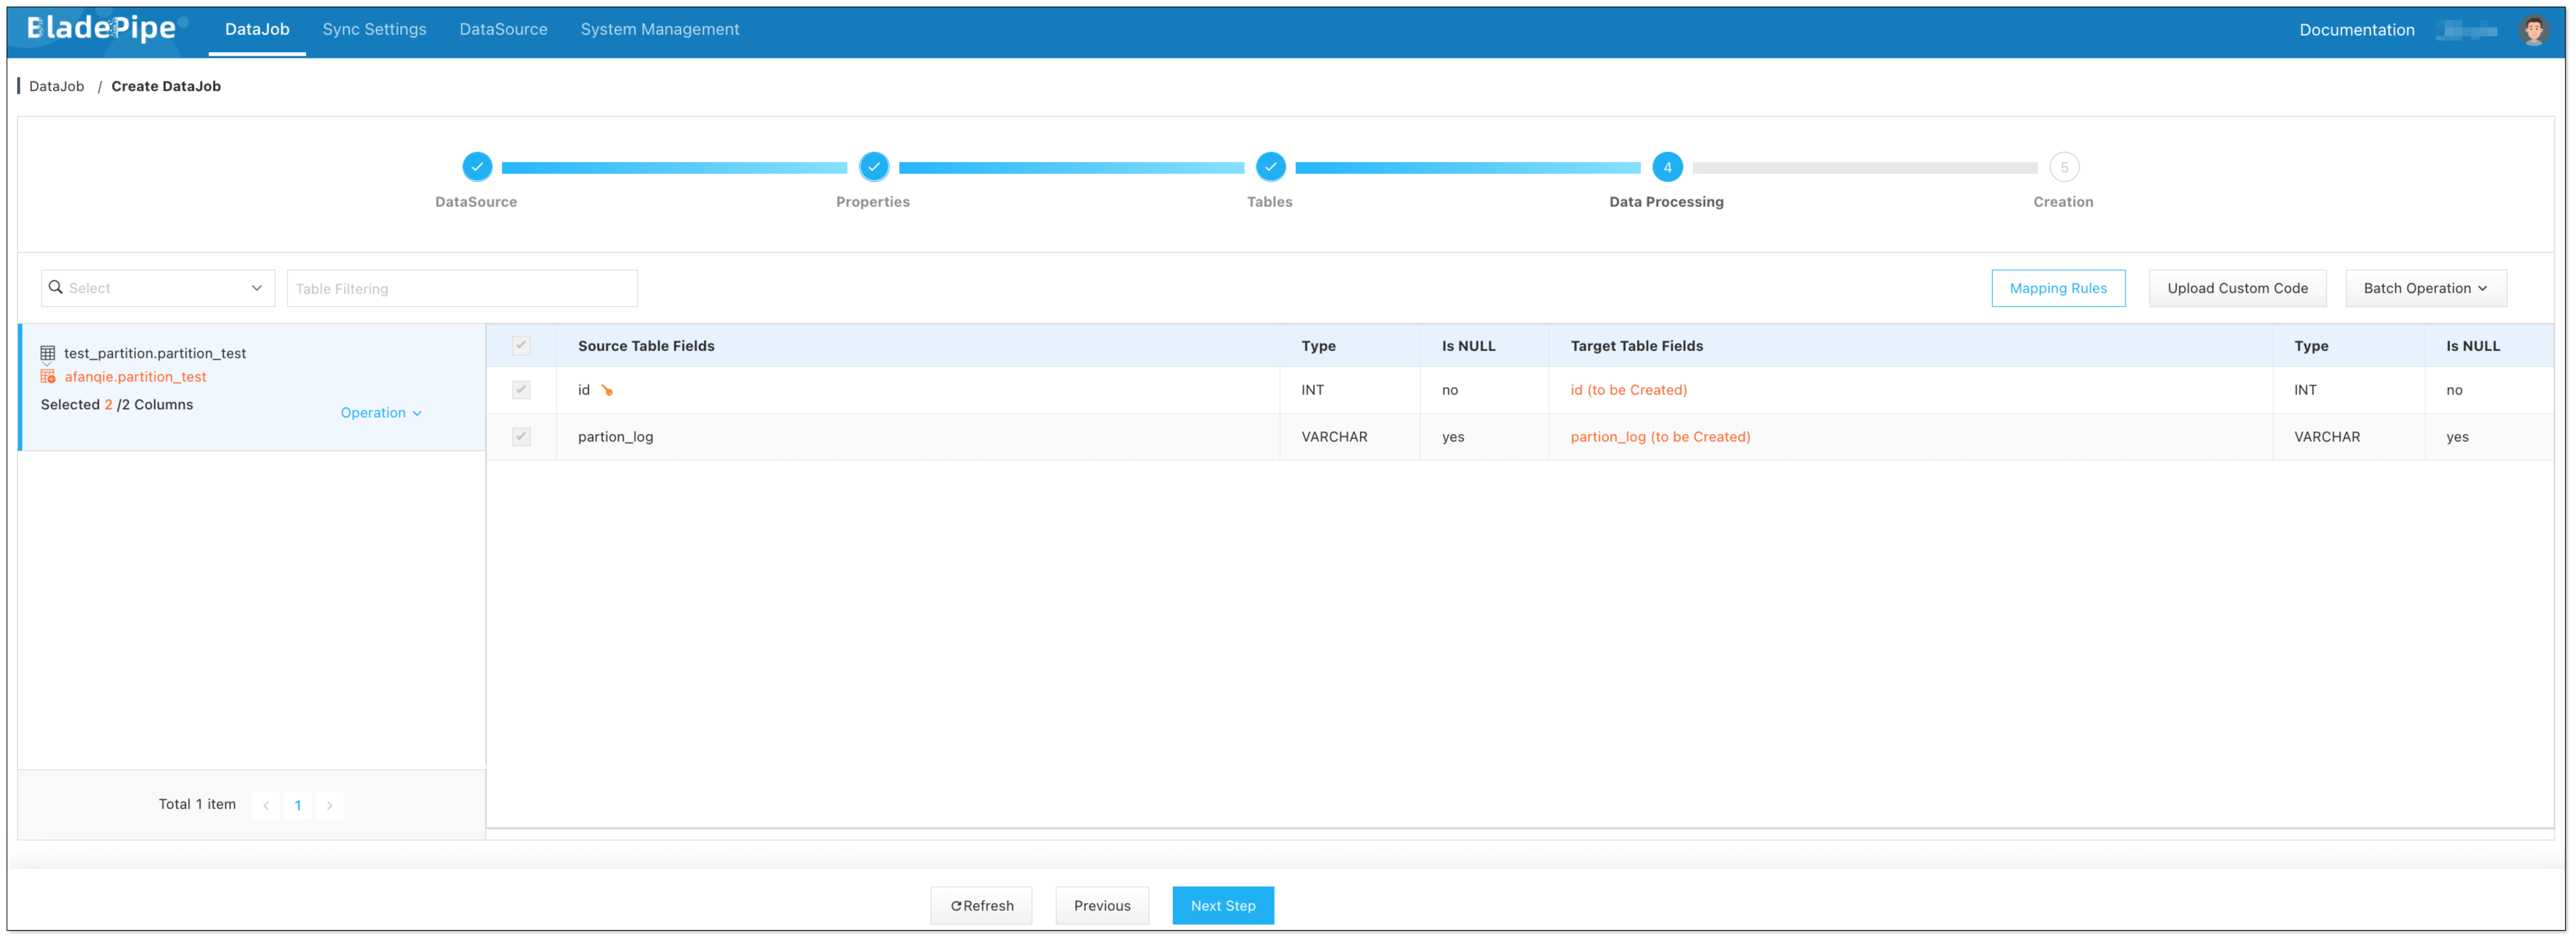 BladePipe DataJob Sync Settings DataSource System Management Documentation
DataJob / Create DataJob
4 5
DataSource Properties Tables Data Processing Creation
Select Table Filtering Mapping Rules Upload Custom Code Batch Operation
test_partition.partition_test
afanqie.partition_test
Selected 2 /2 Columns
Operation
Source Table Fields Type Is NULL Target Table Fields Type Is NULL
id INT no id (to be Created) INT no
partion_log VARCHAR yes partion_log (to be Created) VARCHAR yes
Total 1 item < 1 >
Refresh Previous Next Step